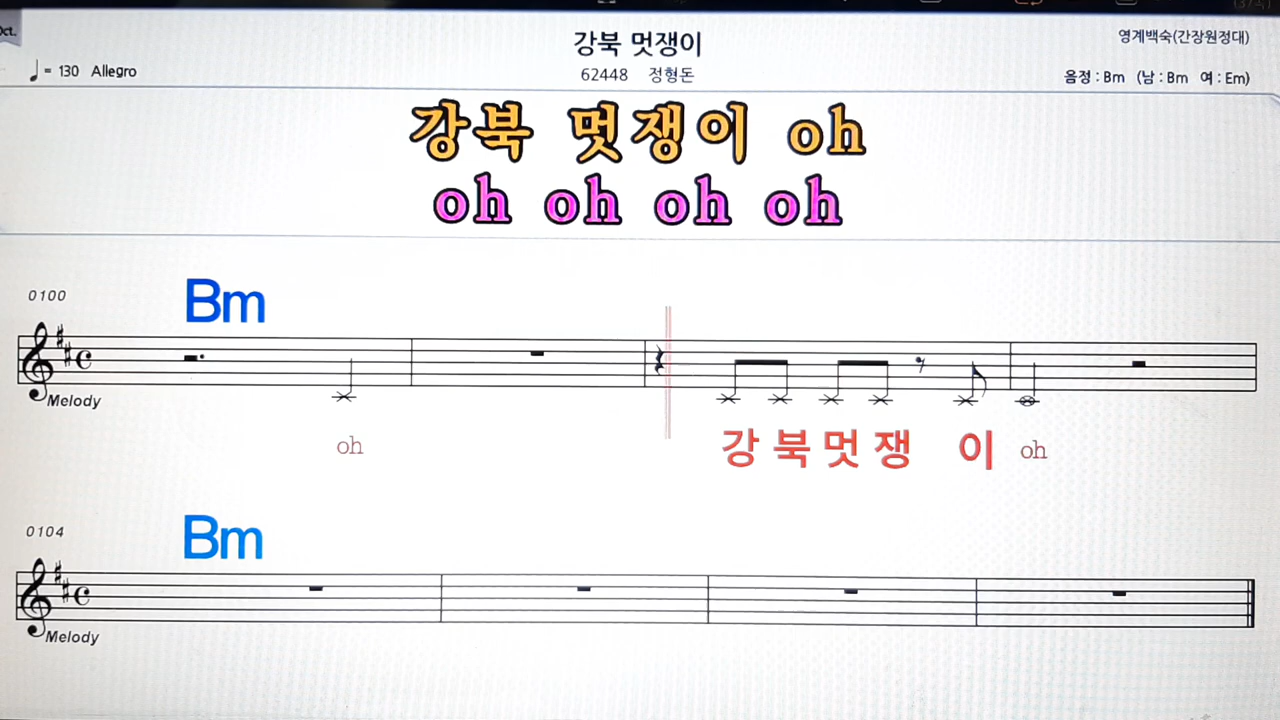 Oct.
강북 멋쟁이
영계백숙(간장원정대)
♩ = 130 Allegro
62448 정형돈
음정 : Bm (남 : Bm 여 : Em)
강북 멋쟁이 oh
oh oh oh oh
0100
Bm
Melody
oh 강 북 멋 쟁 이 oh
0104
Bm
Melody